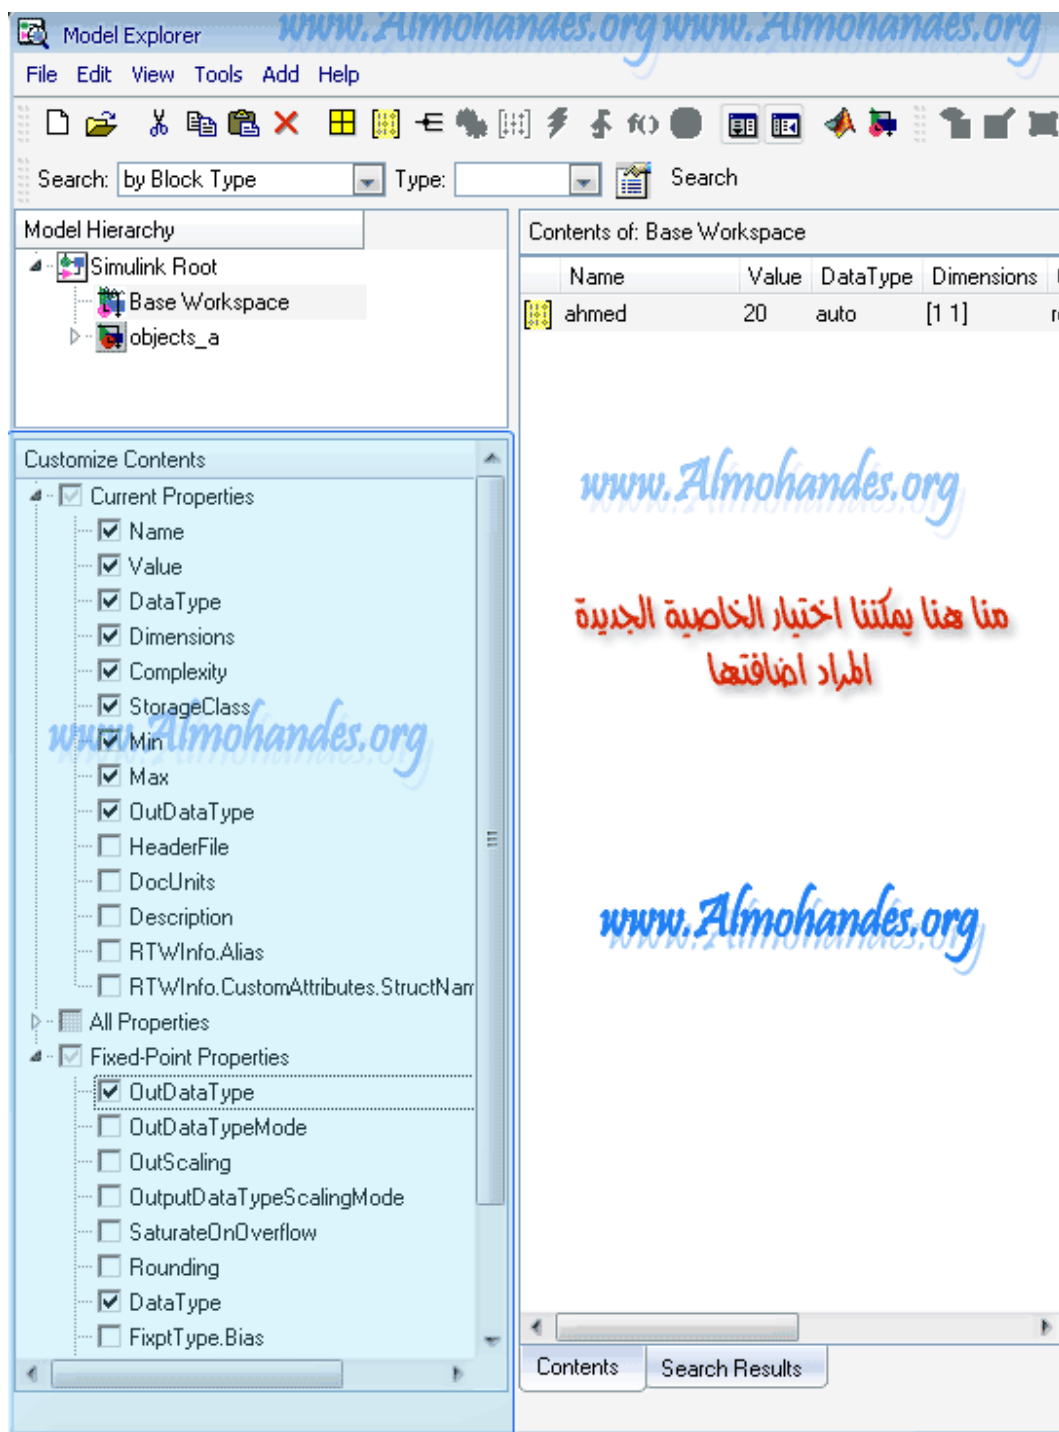 www.Almohandes.org www.Almohandes.org
Model Explorer
File Edit View Tools Add Help
Search: by Block Type Type: Search
Model Hierarchy
Simulink Root
Base Workspace
objects_a
Contents of: Base Workspace
Name Value DataType Dimensions
ahmed 20 auto [1 1]
Customize Contents
Current Properties
Name
Value
DataType
Dimensions
Complexity
StorageClass
Min
Max
OutDataType
HeaderFile
DocUnits
Description
RTWInfo.Alias
RTWInfo.CustomAttributes.StructNam
All Properties
Fixed-Point Properties
OutDataType
OutDataTypeMode
OutScaling
OutputDataTypeScalingMode
SaturateOnOverflow
Rounding
DataType
FixptType.Bias
www.Almohandes.org
www.Almohandes.org
منا هنا يمكننا اختيار الخاصية الجديدة
المراد اضافتها
www.Almohandes.org
Contents Search Results